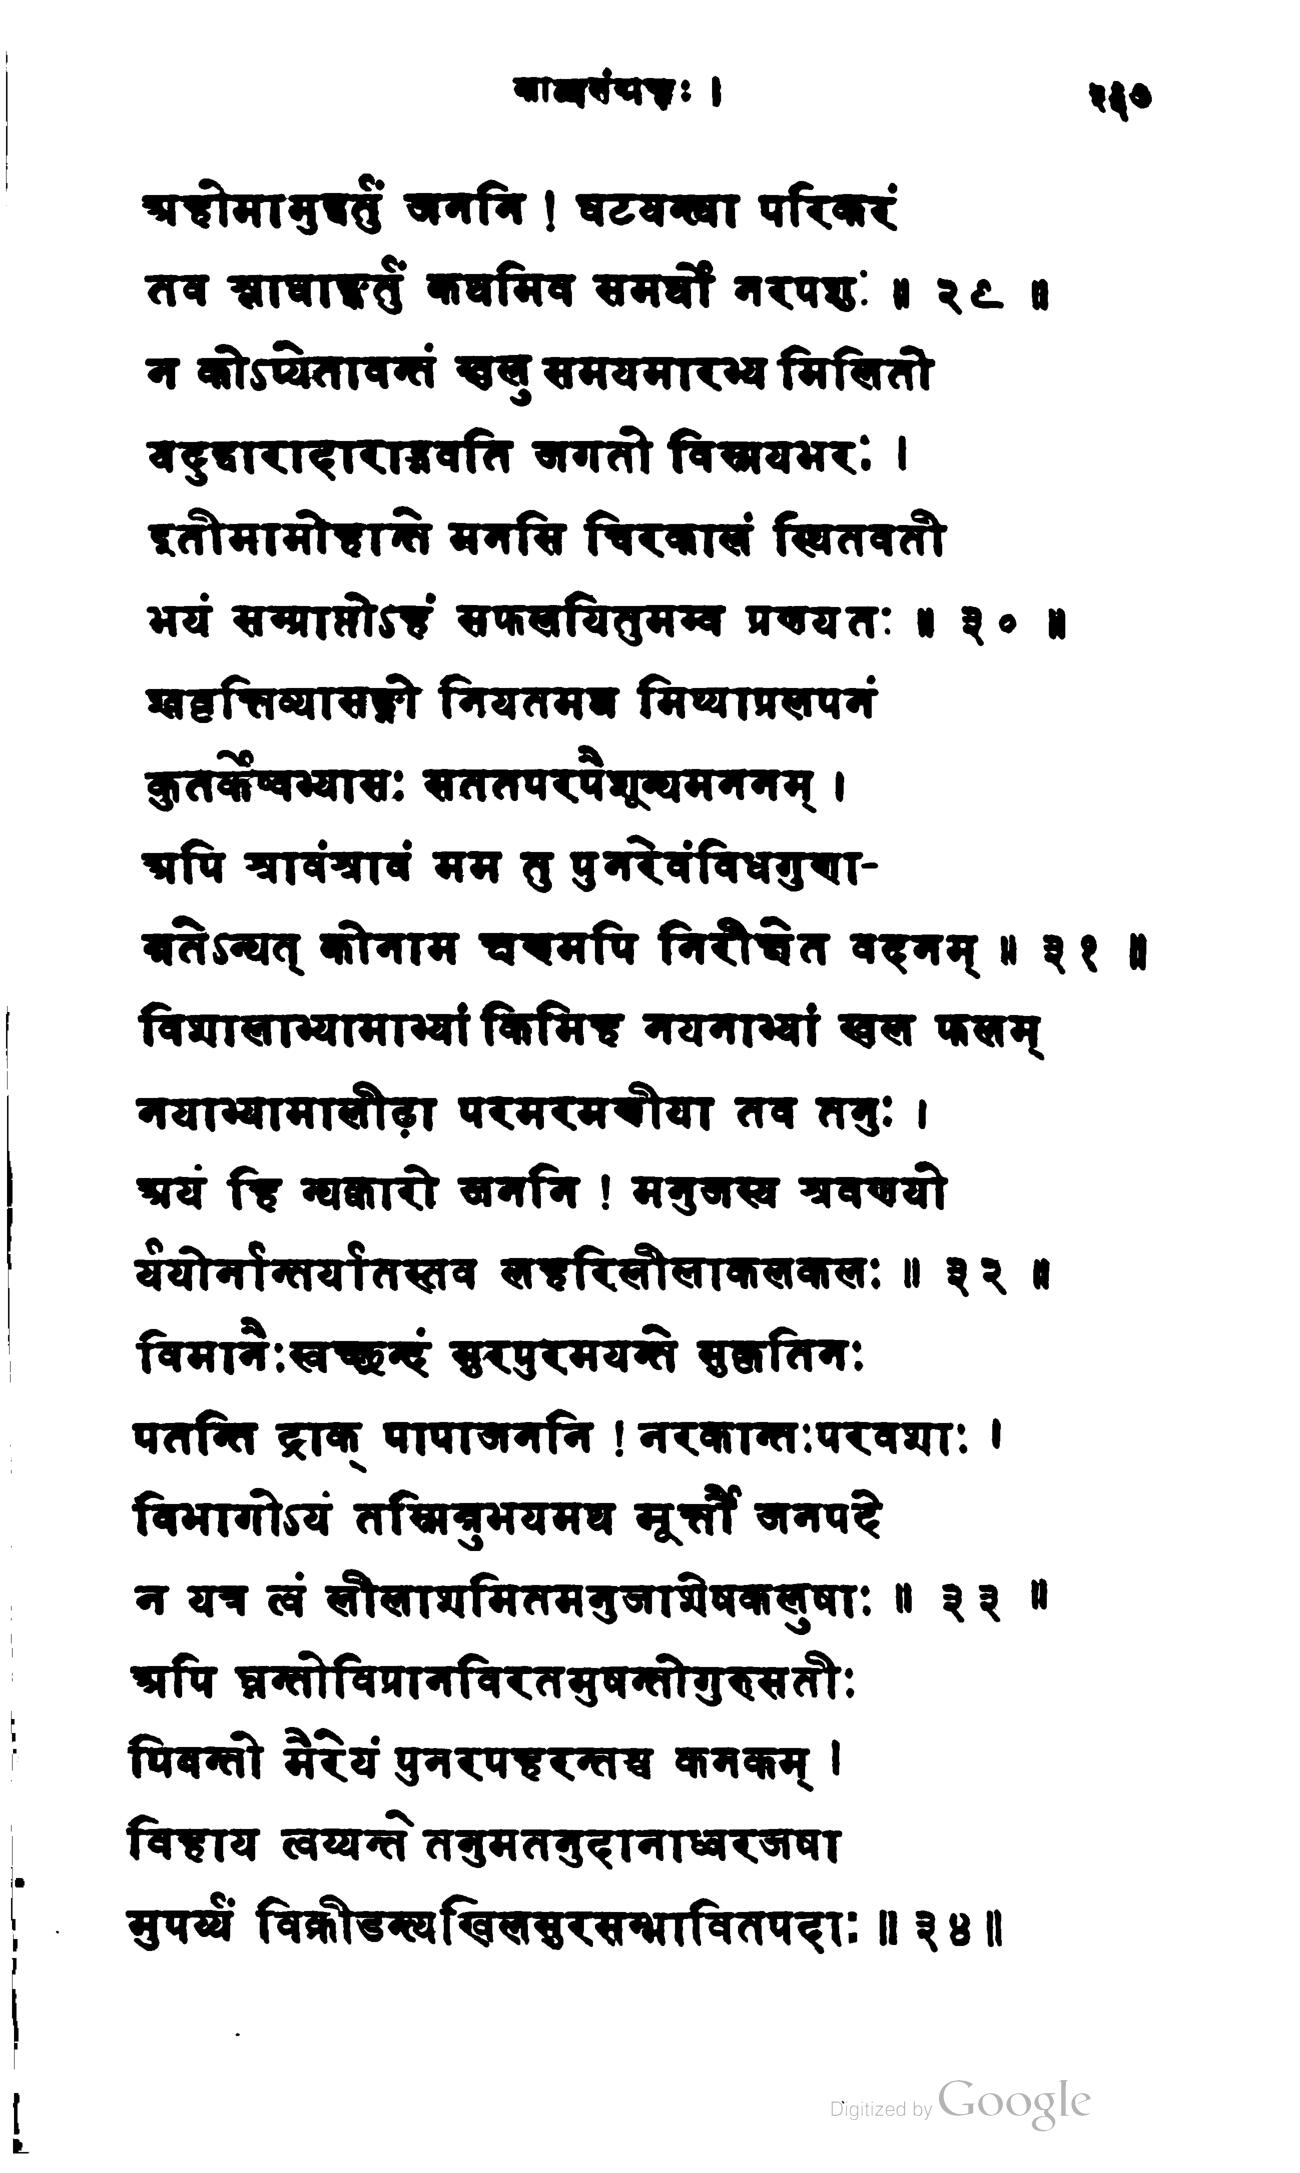 काव्यसंग्रहः । २६७
अहोमामुद्धर्तुं जननि ! घटयन्त्या परिकरं
तव श्लाघाङ्कर्तुं कथमिव समर्थो नरपशुः ॥ २९ ॥
न कोऽप्येतावन्तं खलु समयमारभ्य मिलितो
यदुद्धाराद्दाराद्भवति जगतो विस्मयभरः ।
इतीमामोहान्ते मनसि चिरकालं स्थितवती
भयं सम्प्राप्तोऽहं सफलयितुमम्ब प्रणयतः ॥ ३० ॥
श्ववृत्तिव्यासङ्गो नियतमथ मिथ्याप्रलपनं
कुतर्केष्वभ्यासः सततपरपैशून्यमननम् ।
अपि श्रावंश्रावं मम तु पुनरेवंविधगुणा-
न्नतेऽन्यत् कोनाम क्षणमपि निरीक्षेत वदनम् ॥ ३१ ॥
विशालाभ्यामाभ्यां किमिह नयनाभ्यां खल फलम्
नयाभ्यामालीढ़ा परमरमणीया तव तनुः ।
अयं हि न्यक्कारो जननि ! मनुजस्य श्रवणयो
र्ययोर्नान्तर्यातस्तव लहरिलीलाकलकलः ॥ ३२ ॥
विमानैःस्वच्छन्दं सुरपुरमयन्ते सुकृतिनः
पतन्ति द्राक् पापाजननि ! नरकान्तःपरवशाः ।
विभागोऽयं तस्मिन्नुभयमथ मूर्त्तौ जनपदे
न यत्र त्वं लीलाशमितमनुजाशेषकलुषाः ॥ ३३ ॥
अपि घ्नन्तोविप्रानविरतमुषन्तोगुरुसतीः
पिवन्तो मैरेयं पुनरपहरन्तश्च कनकम् ।
विहाय त्वय्यन्ते तनुमतनुदानाध्वरजषा
मुपर्य्यं विक्रीडन्त्यखिलसुरसम्भावितपदाः ॥ ३४ ॥
Digitized by Google